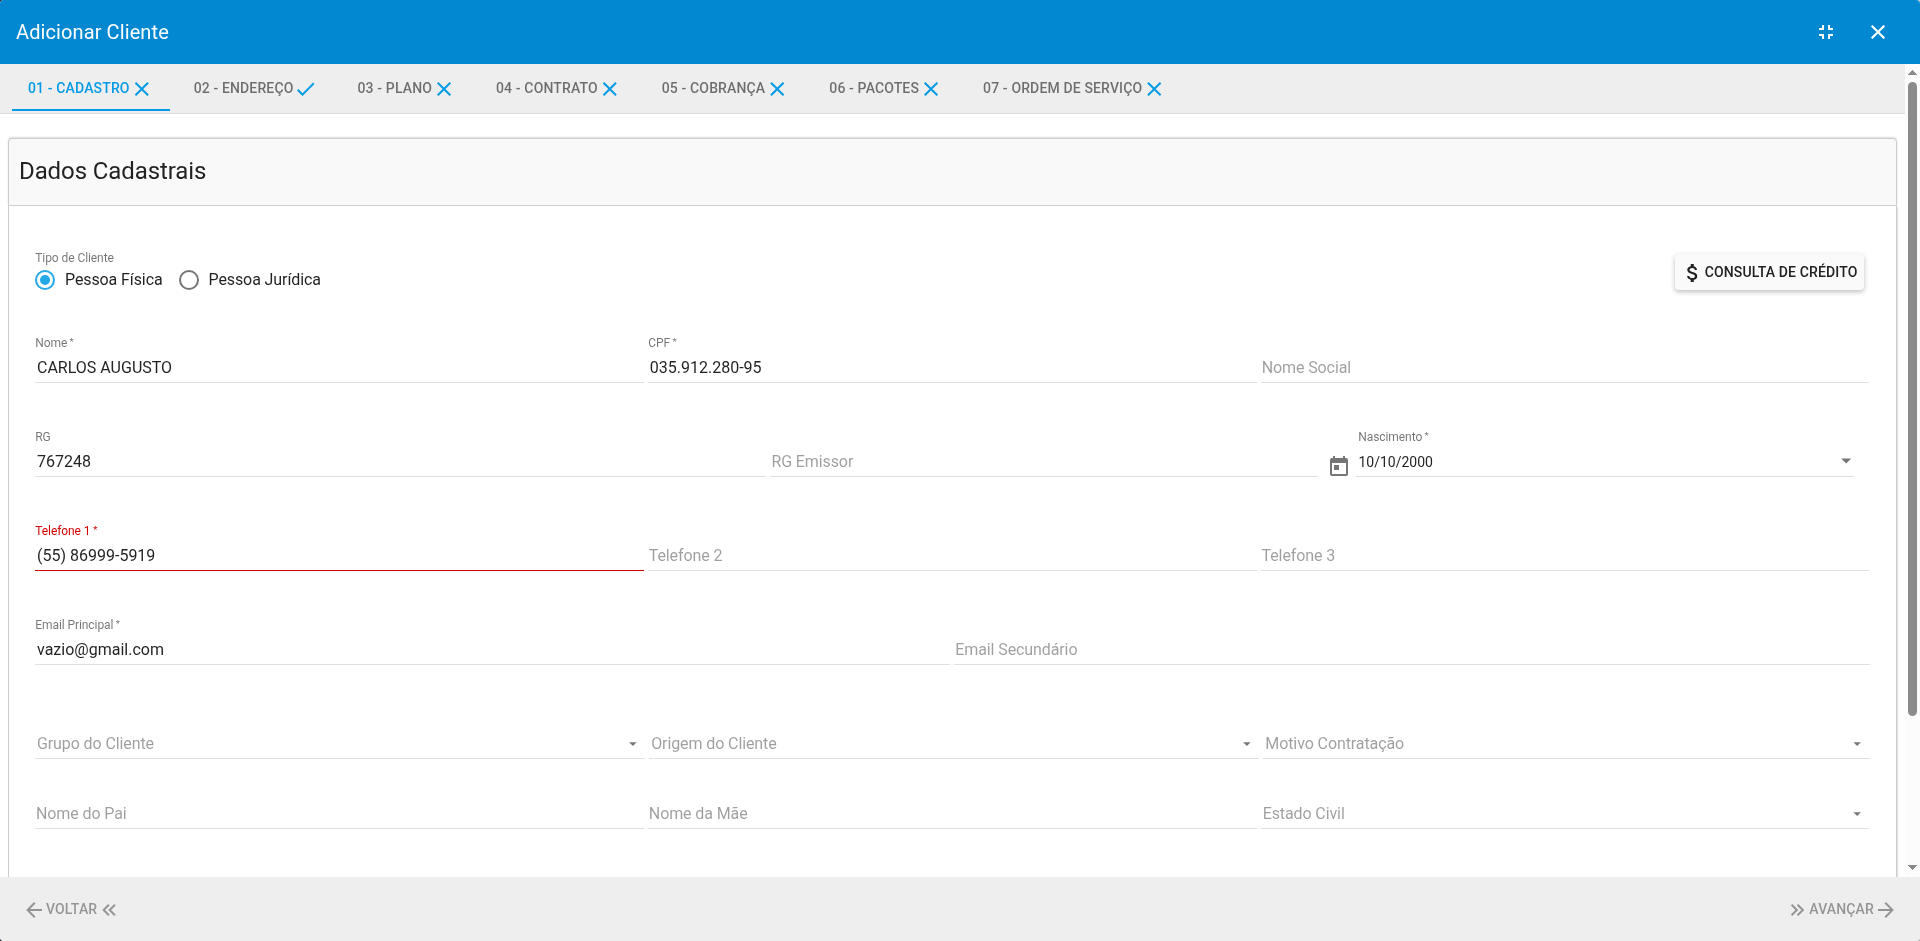 Adicionar Cliente
01 - CADASTRO 02 - ENDEREÇO 03 - PLANO 04 - CONTRATO 05 - COBRANÇA 06 - PACOTES 07 - ORDEM DE SERVIÇO
Dados Cadastrais
Tipo de Cliente
Pessoa Física Pessoa Jurídica
$ CONSULTA DE CRÉDITO
Nome * CPF *
CARLOS AUGUSTO 035.912.280-95 Nome Social
RG Nascimento *
767248 RG Emissor 10/10/2000
Telefone 1 *
(55) 86999-5919 Telefone 2 Telefone 3
Email Principal *
vazio@gmail.com Email Secundário
Grupo do Cliente Origem do Cliente Motivo Contratação
Nome do Pai Nome da Mãe Estado Civil
VOLTAR AVANÇAR